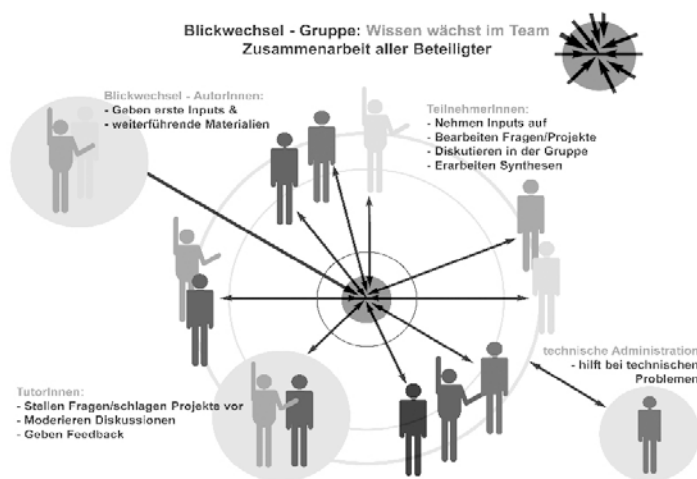 Blickwechsel - Gruppe: Wissen wächst im Team
Zusammenarbeit aller Beteiligter
Blickwechsel - AutorInnen:
- Geben erste Inputs &
- weiterführende Materialien
TeilnehmerInnen:
- Nehmen Inputs auf
- Bearbeiten Fragen/Projekte
- Diskutieren in der Gruppe
- Erarbeiten Synthesen
technische Administration
- hilft bei technischen
Problemen
TutorInnen:
- Stellen Fragen/schlagen Projekte vor
- Moderieren Diskussionen
- Geben Feedback